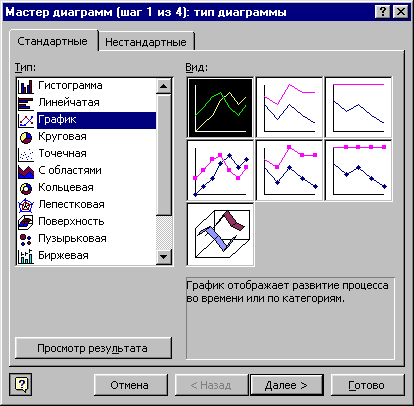 Мастер диаграмм (шаг 1 из 4): тип диаграммы
Стандартные Нестандартные
Тип:
Гистограмма
Линейчатая
График
Круговая
Точечная
С областями
Кольцевая
Лепестковая
Поверхность
Пузырьковая
Биржевая
Вид:
График отображает развитие процесса
во времени или по категориям.
Просмотр результата
Отмена < Назад Далее > Готово